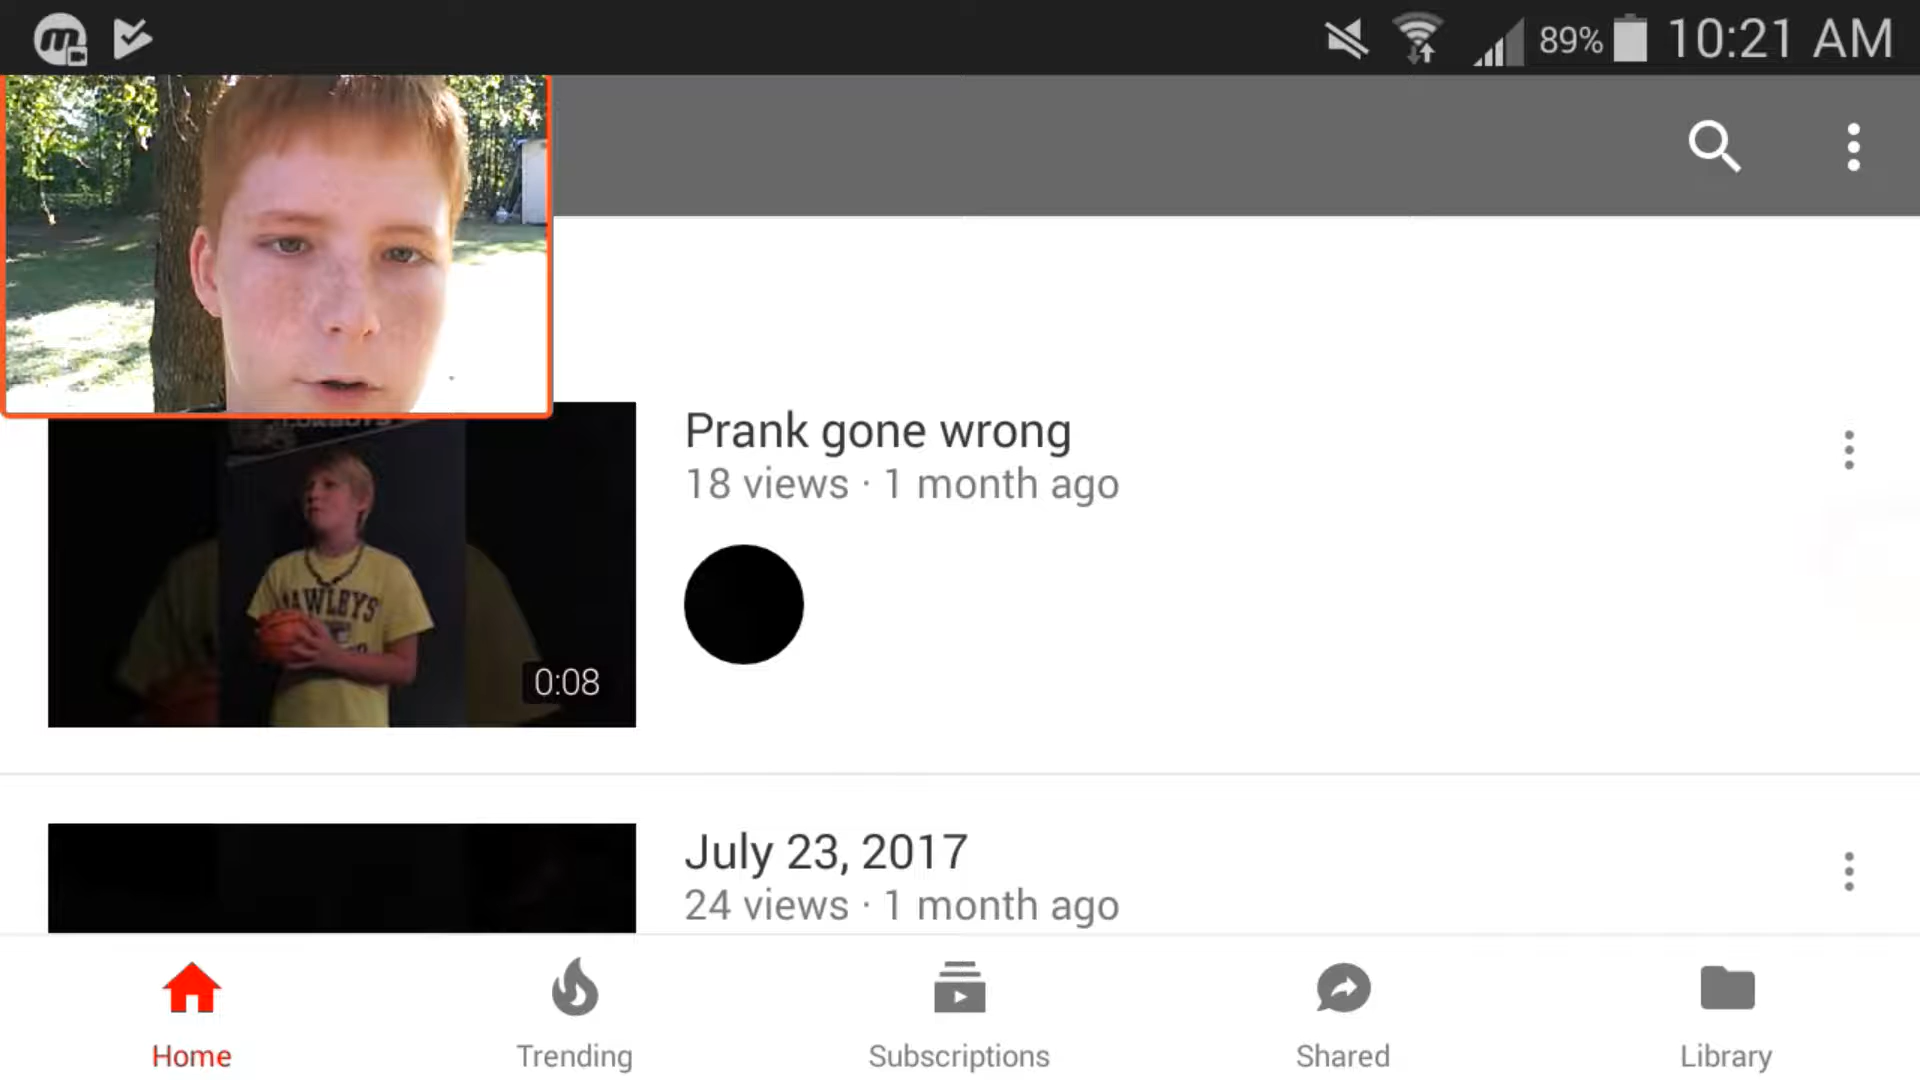 89% 10:21 AM
Prank gone wrong
18 views · 1 month ago
0:08
July 23, 2017
24 views · 1 month ago
Home Trending Subscriptions Shared Library